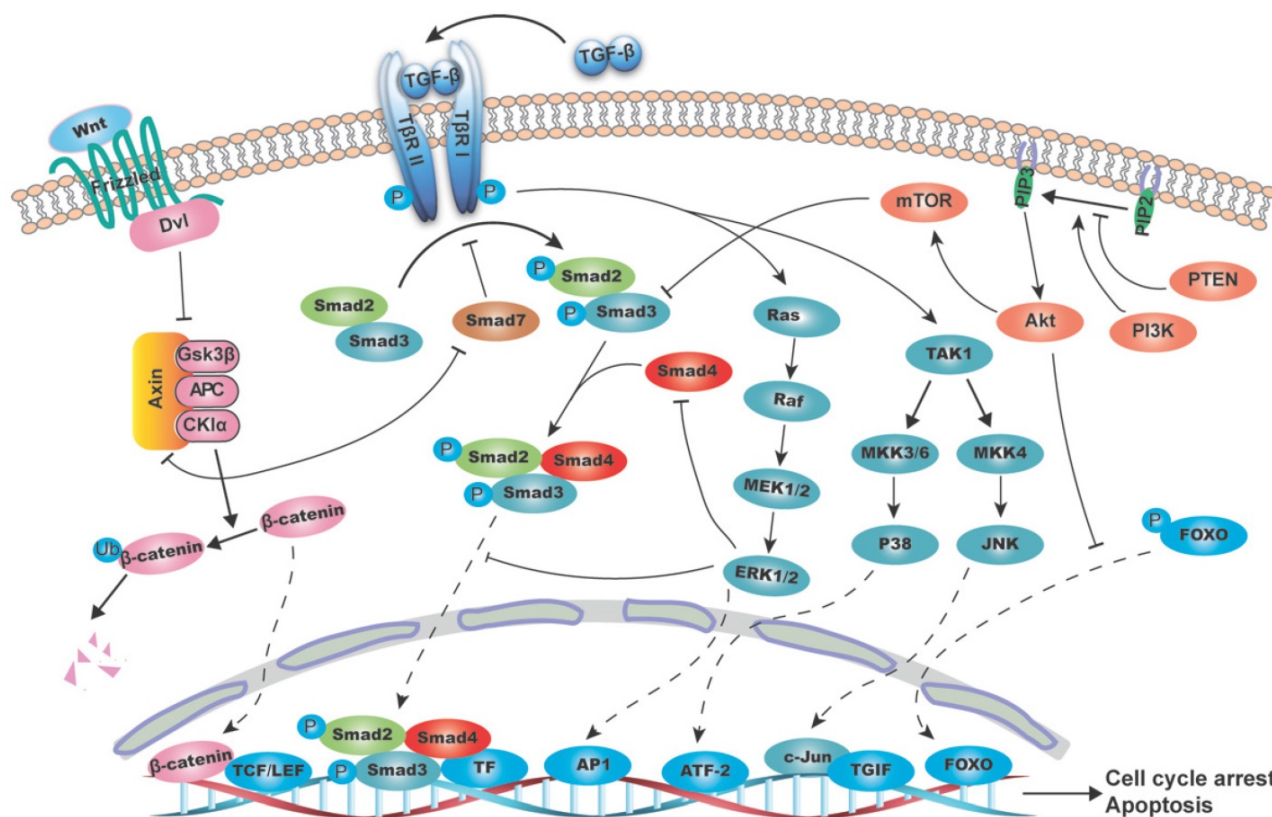 TGF-β
TGF-β
Wnt
Frizzled
Dvl
TβR II
TβR I
P
P
PIP3
PIP2
mTOR
PTEN
PI3K
Akt
Smad2
Smad3
Smad7
P
Smad2
P
Smad3
Ras
TAK1
Axin
Gsk3β
APC
CKIα
Smad4
Raf
MKK3/6
MKK4
P
Smad2
Smad4
P
Smad3
MEK1/2
β-catenin
Ub
β-catenin
ERK1/2
P38
JNK
P
FOXO
β-catenin
TCF/LEF
P
Smad2
Smad4
P
Smad3
TF
AP1
ATF-2
c-Jun
TGIF
FOXO
Cell cycle arrest
Apoptosis